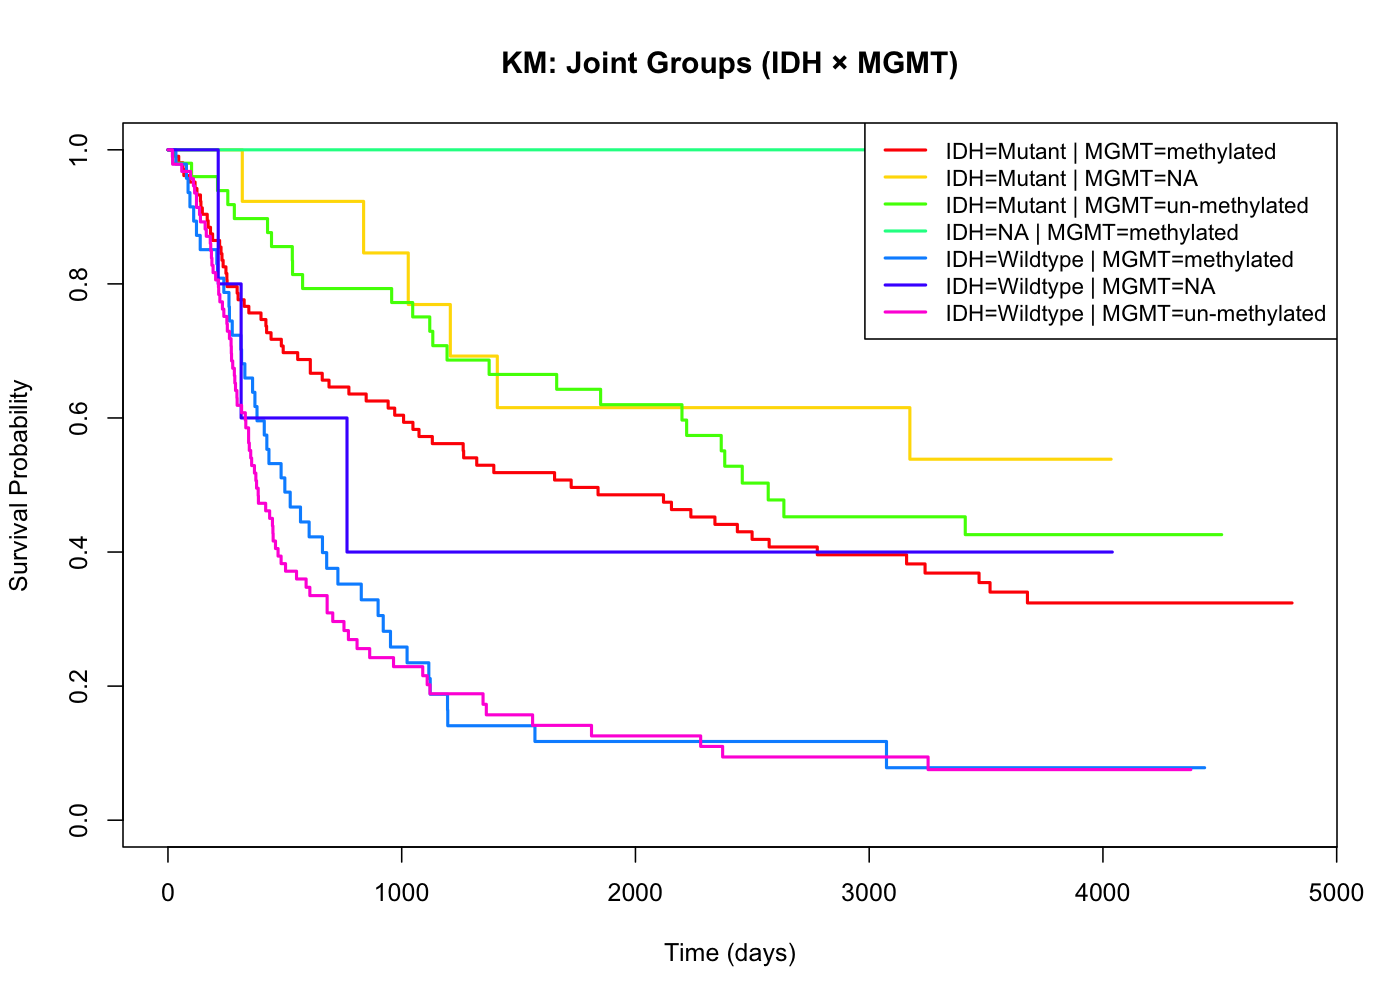 KM: Joint Groups (IDH × MGMT)
IDH=Mutant | MGMT=methylated
IDH=Mutant | MGMT=NA
IDH=Mutant | MGMT=un-methylated
IDH=NA | MGMT=methylated
IDH=Wildtype | MGMT=methylated
IDH=Wildtype | MGMT=NA
IDH=Wildtype | MGMT=un-methylated
Survival Probability
1.0
0.8
0.6
0.4
0.2
0.0
0 1000 2000 3000 4000 5000
Time (days)